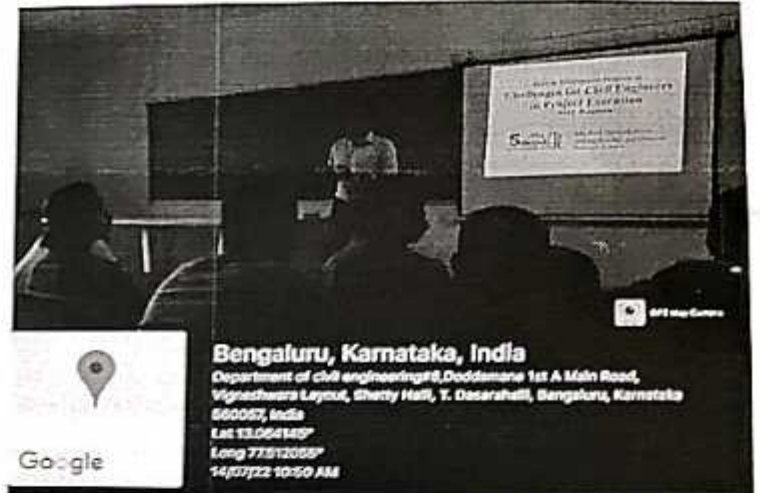 Challenges for Civil Engineers
in Project Execution
GPS Map Camera
Bengaluru, Karnataka, India
Department of civil engineering#8,Doddamane 1st A Main Road,
Vigneshwara Layout, Shetty Halli, T. Dasarahalli, Bengaluru, Karnataka
560057, India
Lat 13.064145°
Long 77.512055°
14/07/22 10:50 AM
Google